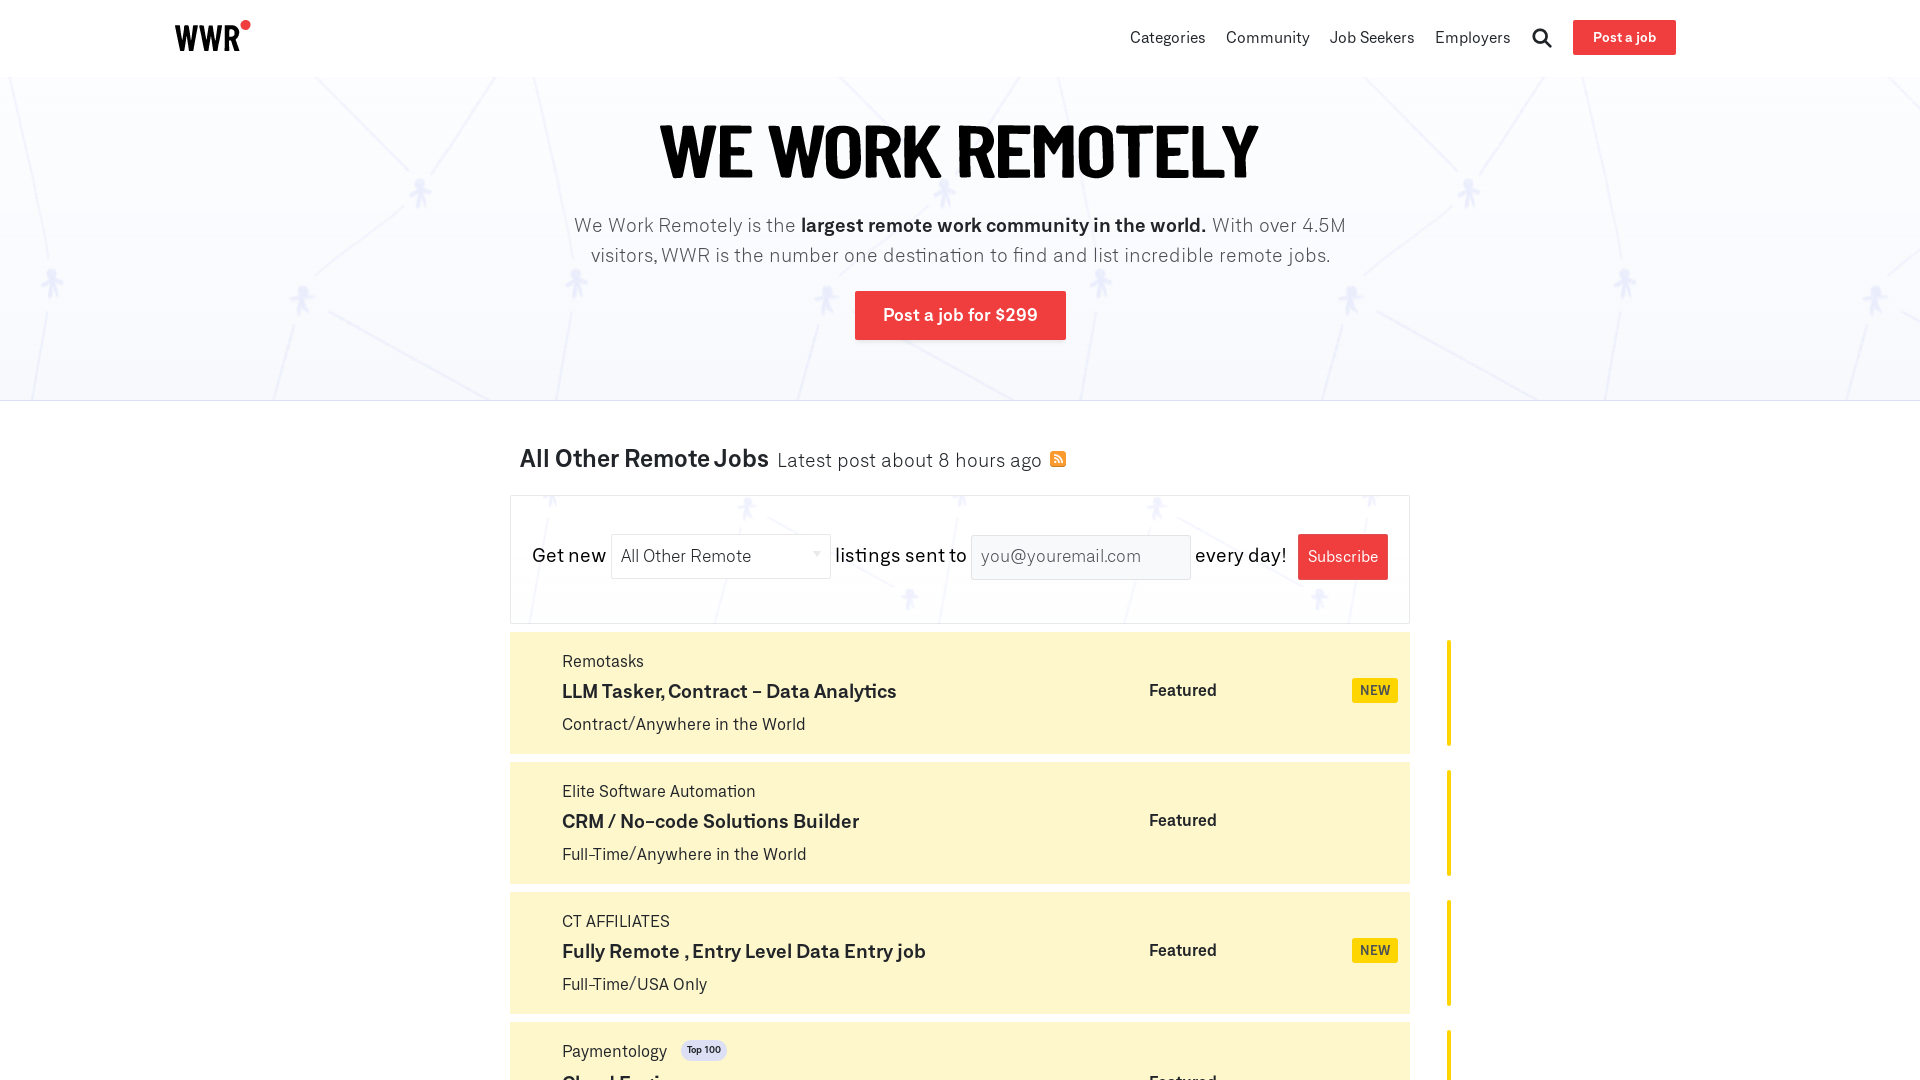 WWR
Categories Community Job Seekers Employers Post a job
WE WORK REMOTELY
We Work Remotely is the largest remote work community in the world. With over 4.5M
visitors, WWR is the number one destination to find and list incredible remote jobs.
Post a job for $299
All Other Remote Jobs Latest post about 8 hours ago
Get new All Other Remote listings sent to you@youremail.com every day! Subscribe
Remotasks
LLM Tasker, Contract - Data Analytics Featured NEW
Contract/Anywhere in the World
Elite Software Automation
CRM / No-code Solutions Builder Featured
Full-Time/Anywhere in the World
CT AFFILIATES
Fully Remote , Entry Level Data Entry job Featured NEW
Full-Time/USA Only
Paymentology Top 100
Featured